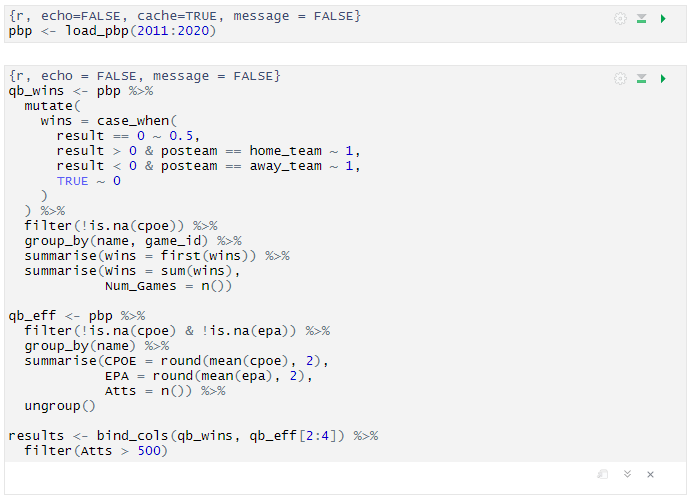 {r, echo=FALSE, cache=TRUE, message = FALSE}
pbp <- load_pbp(2011:2020)
{r, echo = FALSE, message = FALSE}
qb_wins <- pbp %>%
  mutate(
    wins = case_when(
      result == 0 ~ 0.5,
      result > 0 & posteam == home_team ~ 1,
      result < 0 & posteam == away_team ~ 1,
      TRUE ~ 0
    )
  ) %>%
  filter(!is.na(cpoe)) %>%
  group_by(name, game_id) %>%
  summarise(wins = first(wins)) %>%
  summarise(Wins = sum(wins),
            Num_Games = n())
qb_eff <- pbp %>%
  filter(!is.na(cpoe) & !is.na(epa)) %>%
  group_by(name) %>%
  summarise(CPOE = round(mean(cpoe), 2),
            EPA = round(mean(epa), 2),
            Atts = n()) %>%
  ungroup()
results <- bind_cols(qb_wins, qb_eff[2:4]) %>%
  filter(Atts > 500)